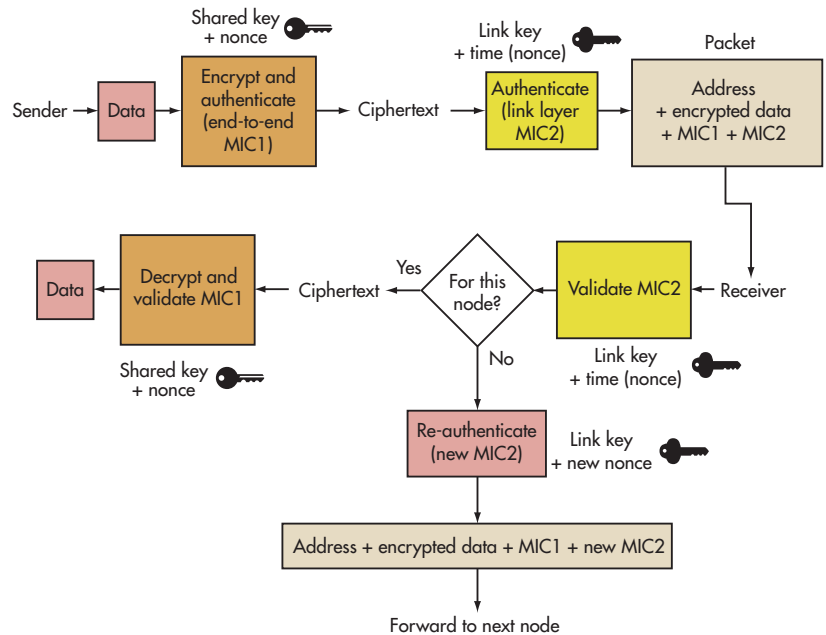 Shared key
+ nonce
Link key
+ time (nonce)
Packet
Sender
Data
Encrypt and
authenticate
(end-to-end
MIC1)
Ciphertext
Authenticate
(link layer
MIC2)
Address
+ encrypted data
+ MIC1 + MIC2
Data
Decrypt and
validate MIC1
Ciphertext
Yes
For this
node?
Validate MIC2
Receiver
Shared key
+ nonce
No
Link key
+ time (nonce)
Re-authenticate
(new MIC2)
Link key
+ new nonce
Address + encrypted data + MIC1 + new MIC2
Forward to next node